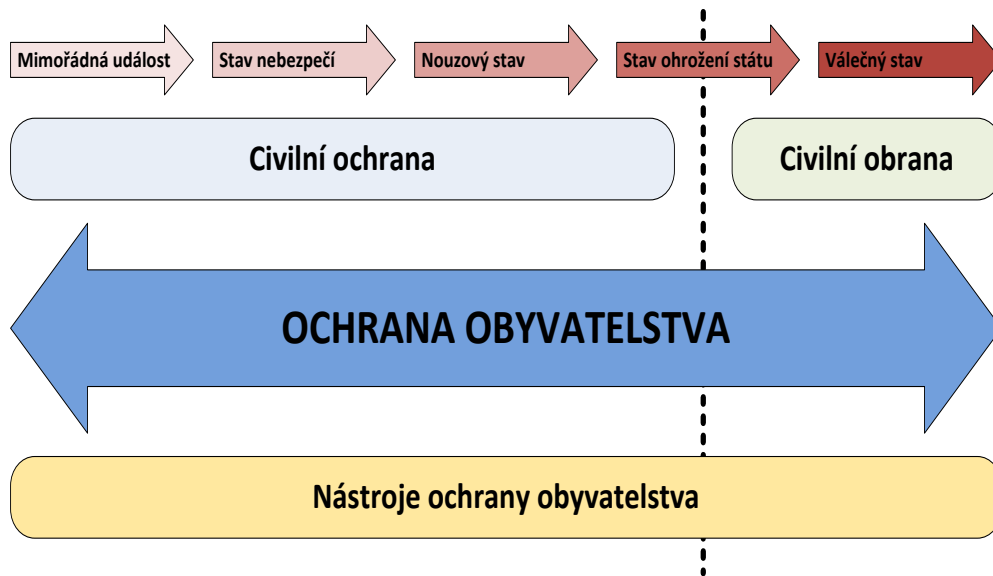 Mimořádná událost
Stav nebezpečí
Nouzový stav
Stav ohrožení státu
Válečný stav
Civilní ochrana
Civilní obrana
OCHRANA OBYVATELSTVA
Nástroje ochrany obyvatelstva